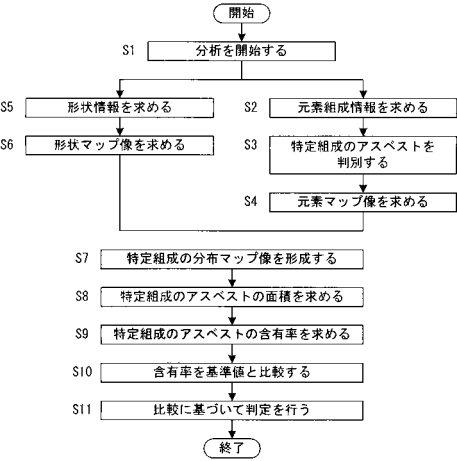 開始
S1 分析を開始する
S5 形状情報を求める
S6 形状マップ像を求める
S2 元素組成情報を求める
S3 特定組成のアスベストを
判別する
S4 元素マップ像を求める
S7 特定組成の分布マップ像を形成する
S8 特定組成のアスベストの面積を求める
S9 特定組成のアスベストの含有率を求める
S10 含有率を基準値と比較する
S11 比較に基づいて判定を行う
終了